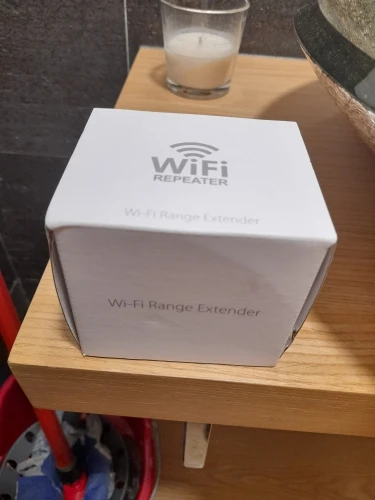 WiFi
REPEATER
Wi-Fi Range Extender
Wi-Fi Range Extender